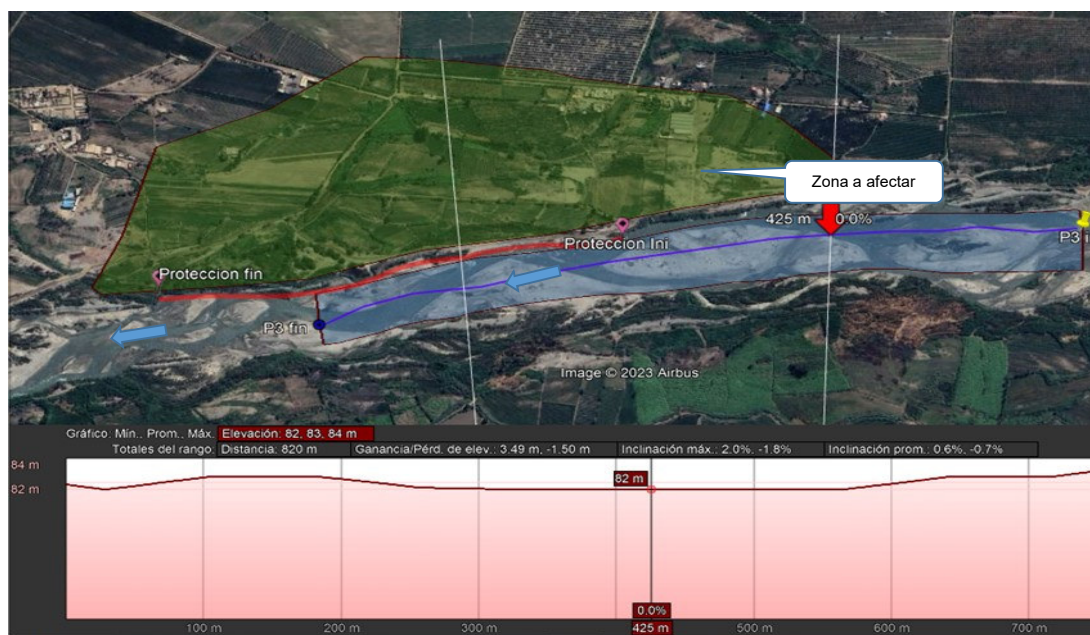 Zona a afectar
425 m 0.0%
P3
Proteccion Ini
Proteccion fin
P3 fin
Image © 2023 Airbus
Gráfico: Mín., Prom., Máx. Elevación: 82, 83, 84 m
Totales del rango: Distancia: 820 m Ganancia/Pérd. de elev.: 3.49 m, -1.50 m Inclinación máx.: 2.0%, -1.8% Inclinación prom.: 0.6%, -0.7%
84 m
82 m
82 m
0.0%
100 m 200 m 300 m 425 m 500 m 600 m 700 m